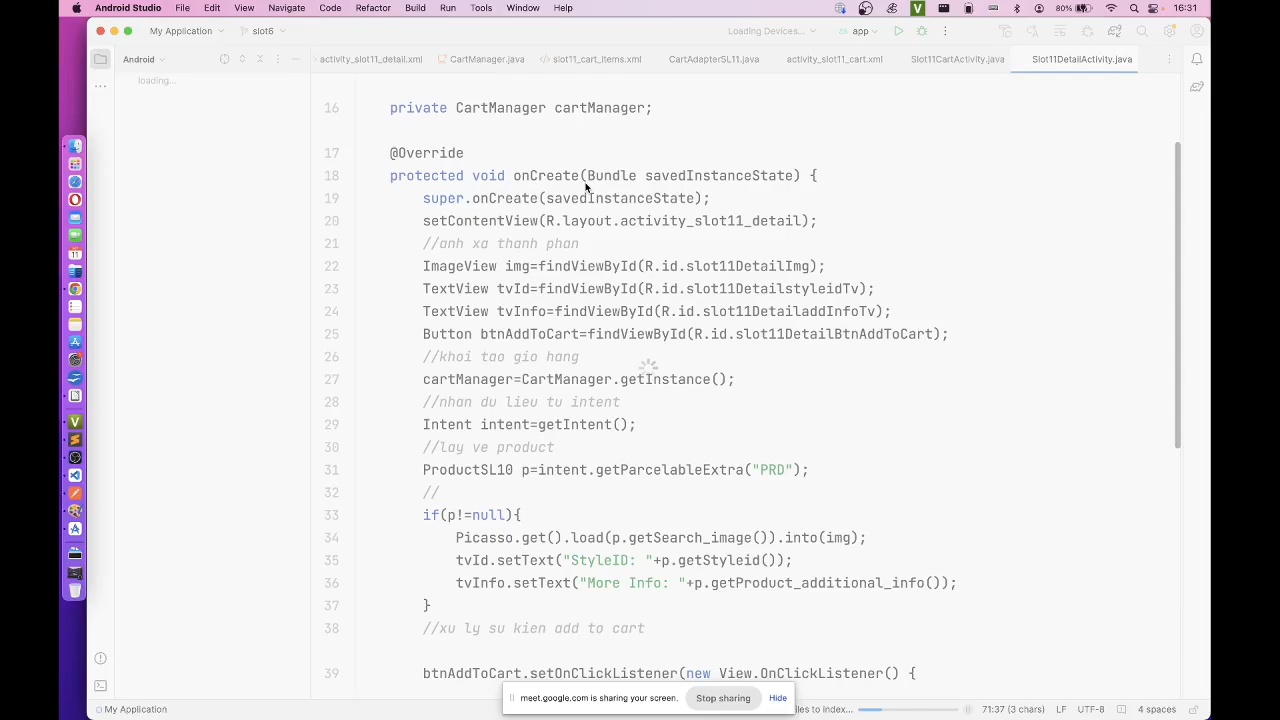 Android Studio File Edit View Navigate Code Refactor Build Run Tools Window Help 80% 16:31
My Application slot6 Loading Devices... app
Android activity_slot11_detail.xml CartManager.java slot11_cart_items.xml CartAdapterSL11.java activity_slot11_cart.xml Slot11CartActivity.java Slot11DetailActivity.java
loading...
16 private CartManager cartManager;
17 @Override
18 protected void onCreate(Bundle savedInstanceState) {
19 super.onCreate(savedInstanceState);
20 setContentView(R.layout.activity_slot11_detail);
21 //anh xa thanh phan
22 ImageView img=findViewById(R.id.slot11DetailImg);
23 TextView tvId=findViewById(R.id.slot11DetailstyleidTv);
24 TextView tvInfo=findViewById(R.id.slot11DetailaddInfoTv);
25 Button btnAddToCart=findViewById(R.id.slot11DetailBtnAddToCart);
26 //khoi tao gio hang
27 cartManager=CartManager.getInstance();
28 //nhan du lieu tu intent
29 Intent intent=getIntent();
30 //lay ve product
31 ProductSL10 p=intent.getParcelableExtra("PRD");
32 //
33 if(p!=null){
34 Picasso.get().load(p.getSearch_image()).into(img);
35 tvId.setText("StyleID: "+p.getStyleid());
36 tvInfo.setText("More Info: "+p.getProduct_additional_info());
37 }
38 //xu ly su kien add to cart
39 btnAddToCart.setOnClickListener(new View.OnClickListener() {
meet.google.com is sharing your screen. Stop sharing Hide
My Application to index... 71:37 (3 chars) LF UTF-8 4 spaces